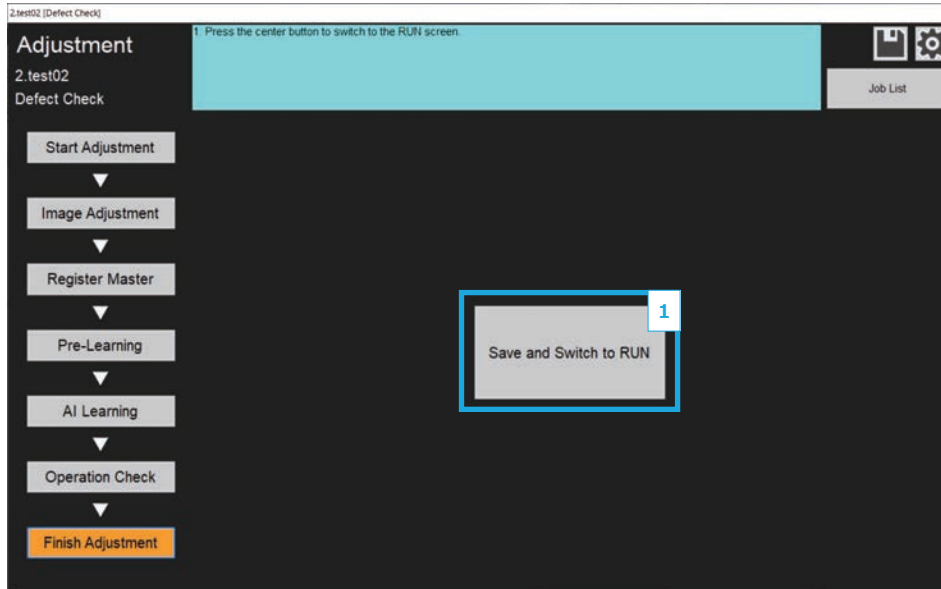 2.test02 [Defect Check]
Adjustment
2.test02
Defect Check
1. Press the center button to switch to the RUN screen.
Job List
Start Adjustment
Image Adjustment
Register Master
Pre-Learning
AI Learning
Operation Check
Finish Adjustment
1
Save and Switch to RUN